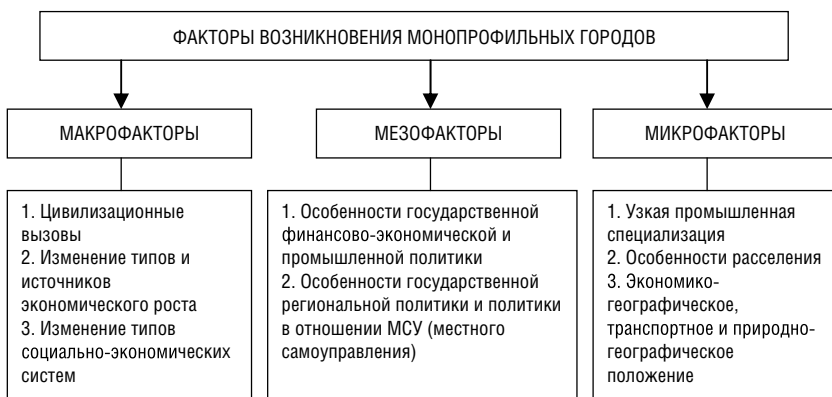 ФАКТОРЫ ВОЗНИКНОВЕНИЯ МОНОПРОФИЛЬНЫХ ГОРОДОВ
МАКРОФАКТОРЫ
1. Цивилизационные
вызовы
2. Изменение типов и
источников
экономического роста
3. Изменение типов
социально-экономических
систем
МЕЗОФАКТОРЫ
1. Особенности государственной
финансово-экономической и
промышленной политики
2. Особенности государственной
региональной политики и политики
в отношении МСУ (местного
самоуправления)
МИКРОФАКТОРЫ
1. Узкая промышленная
специализация
2. Особенности расселения
3. Экономико-
географическое,
транспортное и природно-
географическое
положение